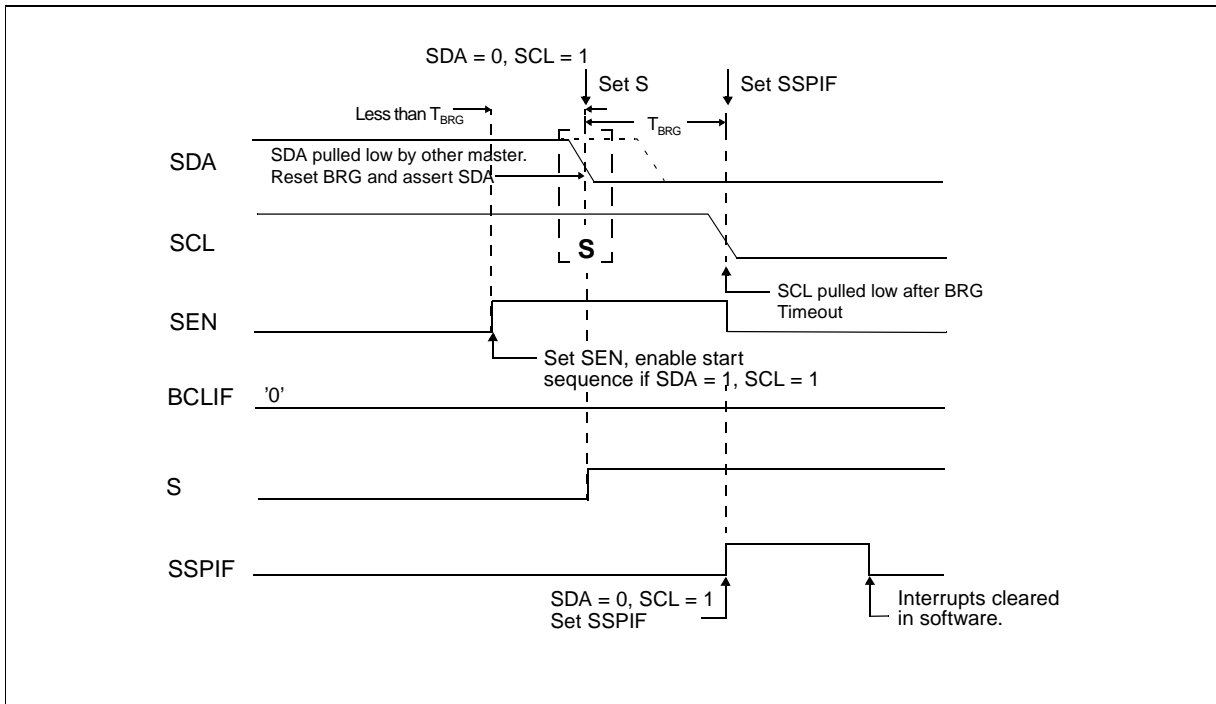 SDA = 0, SCL = 1
Set S
Set SSPIF
Less than TBRG
TBRG
SDA
SDA pulled low by other master.
Reset BRG and assert SDA
SCL
S
SCL pulled low after BRG
Timeout
SEN
Set SEN, enable start
sequence if SDA = 1, SCL = 1
BCLIF
'0'
S
SSPIF
SDA = 0, SCL = 1
Set SSPIF
Interrupts cleared
in software.